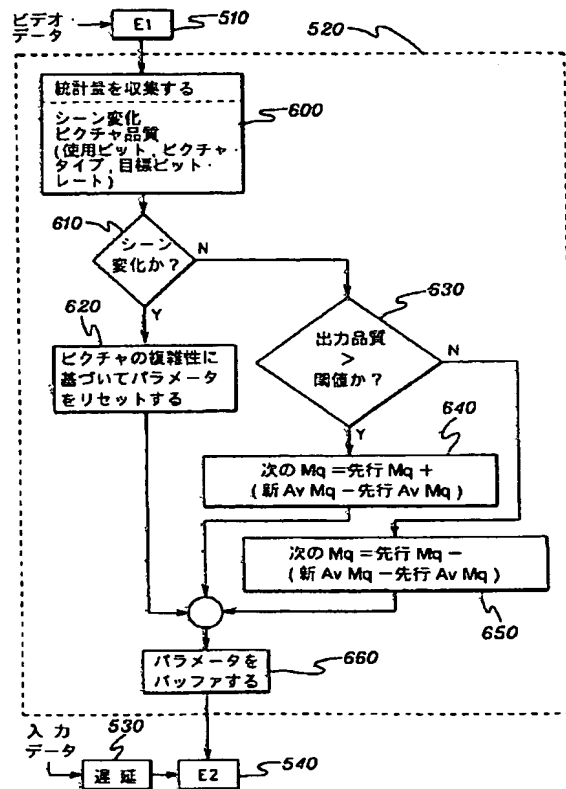 ビデオ・
データ
E1
510
520
統計量を収集する
シーン変化
ピクチャ品質
(使用ビット,ピクチャ・
タイプ,目標ビット・
レート)
600
610
シーン
変化か?
N
Y
620
ピクチャの複雑性に
基づいてパラメータ
をリセットする
630
出力品質
>
閾値か?
N
Y
640
次の Mq =先行 Mq +
(新 Av Mq -先行 Av Mq )
次の Mq =先行 Mq -
(新 Av Mq -先行 Av Mq )
650
パラメータを
バッファする
660
入力
データ
530
遅延
E2
540